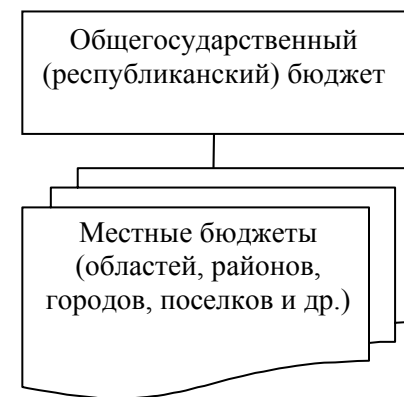 Общегосударственный
(республиканский) бюджет
Местные бюджеты
(областей, районов,
городов, поселков и др.)